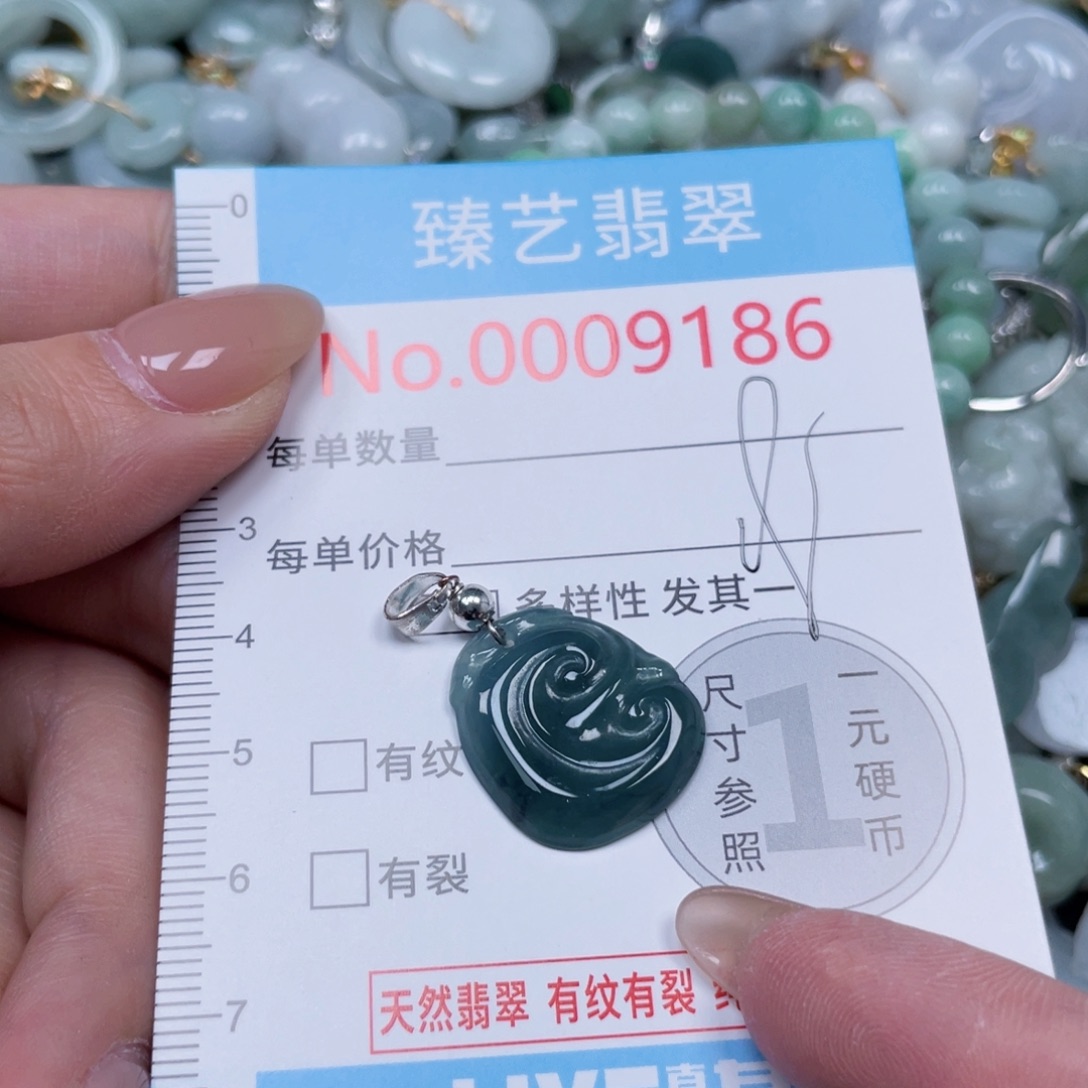 臻艺翡翠
No.0009186
每单数量
每单价格
多样性 发其一
尺寸参照
1
一元硬币
有纹
有裂
天然翡翠 有纹有裂
0
3
4
5
6
7